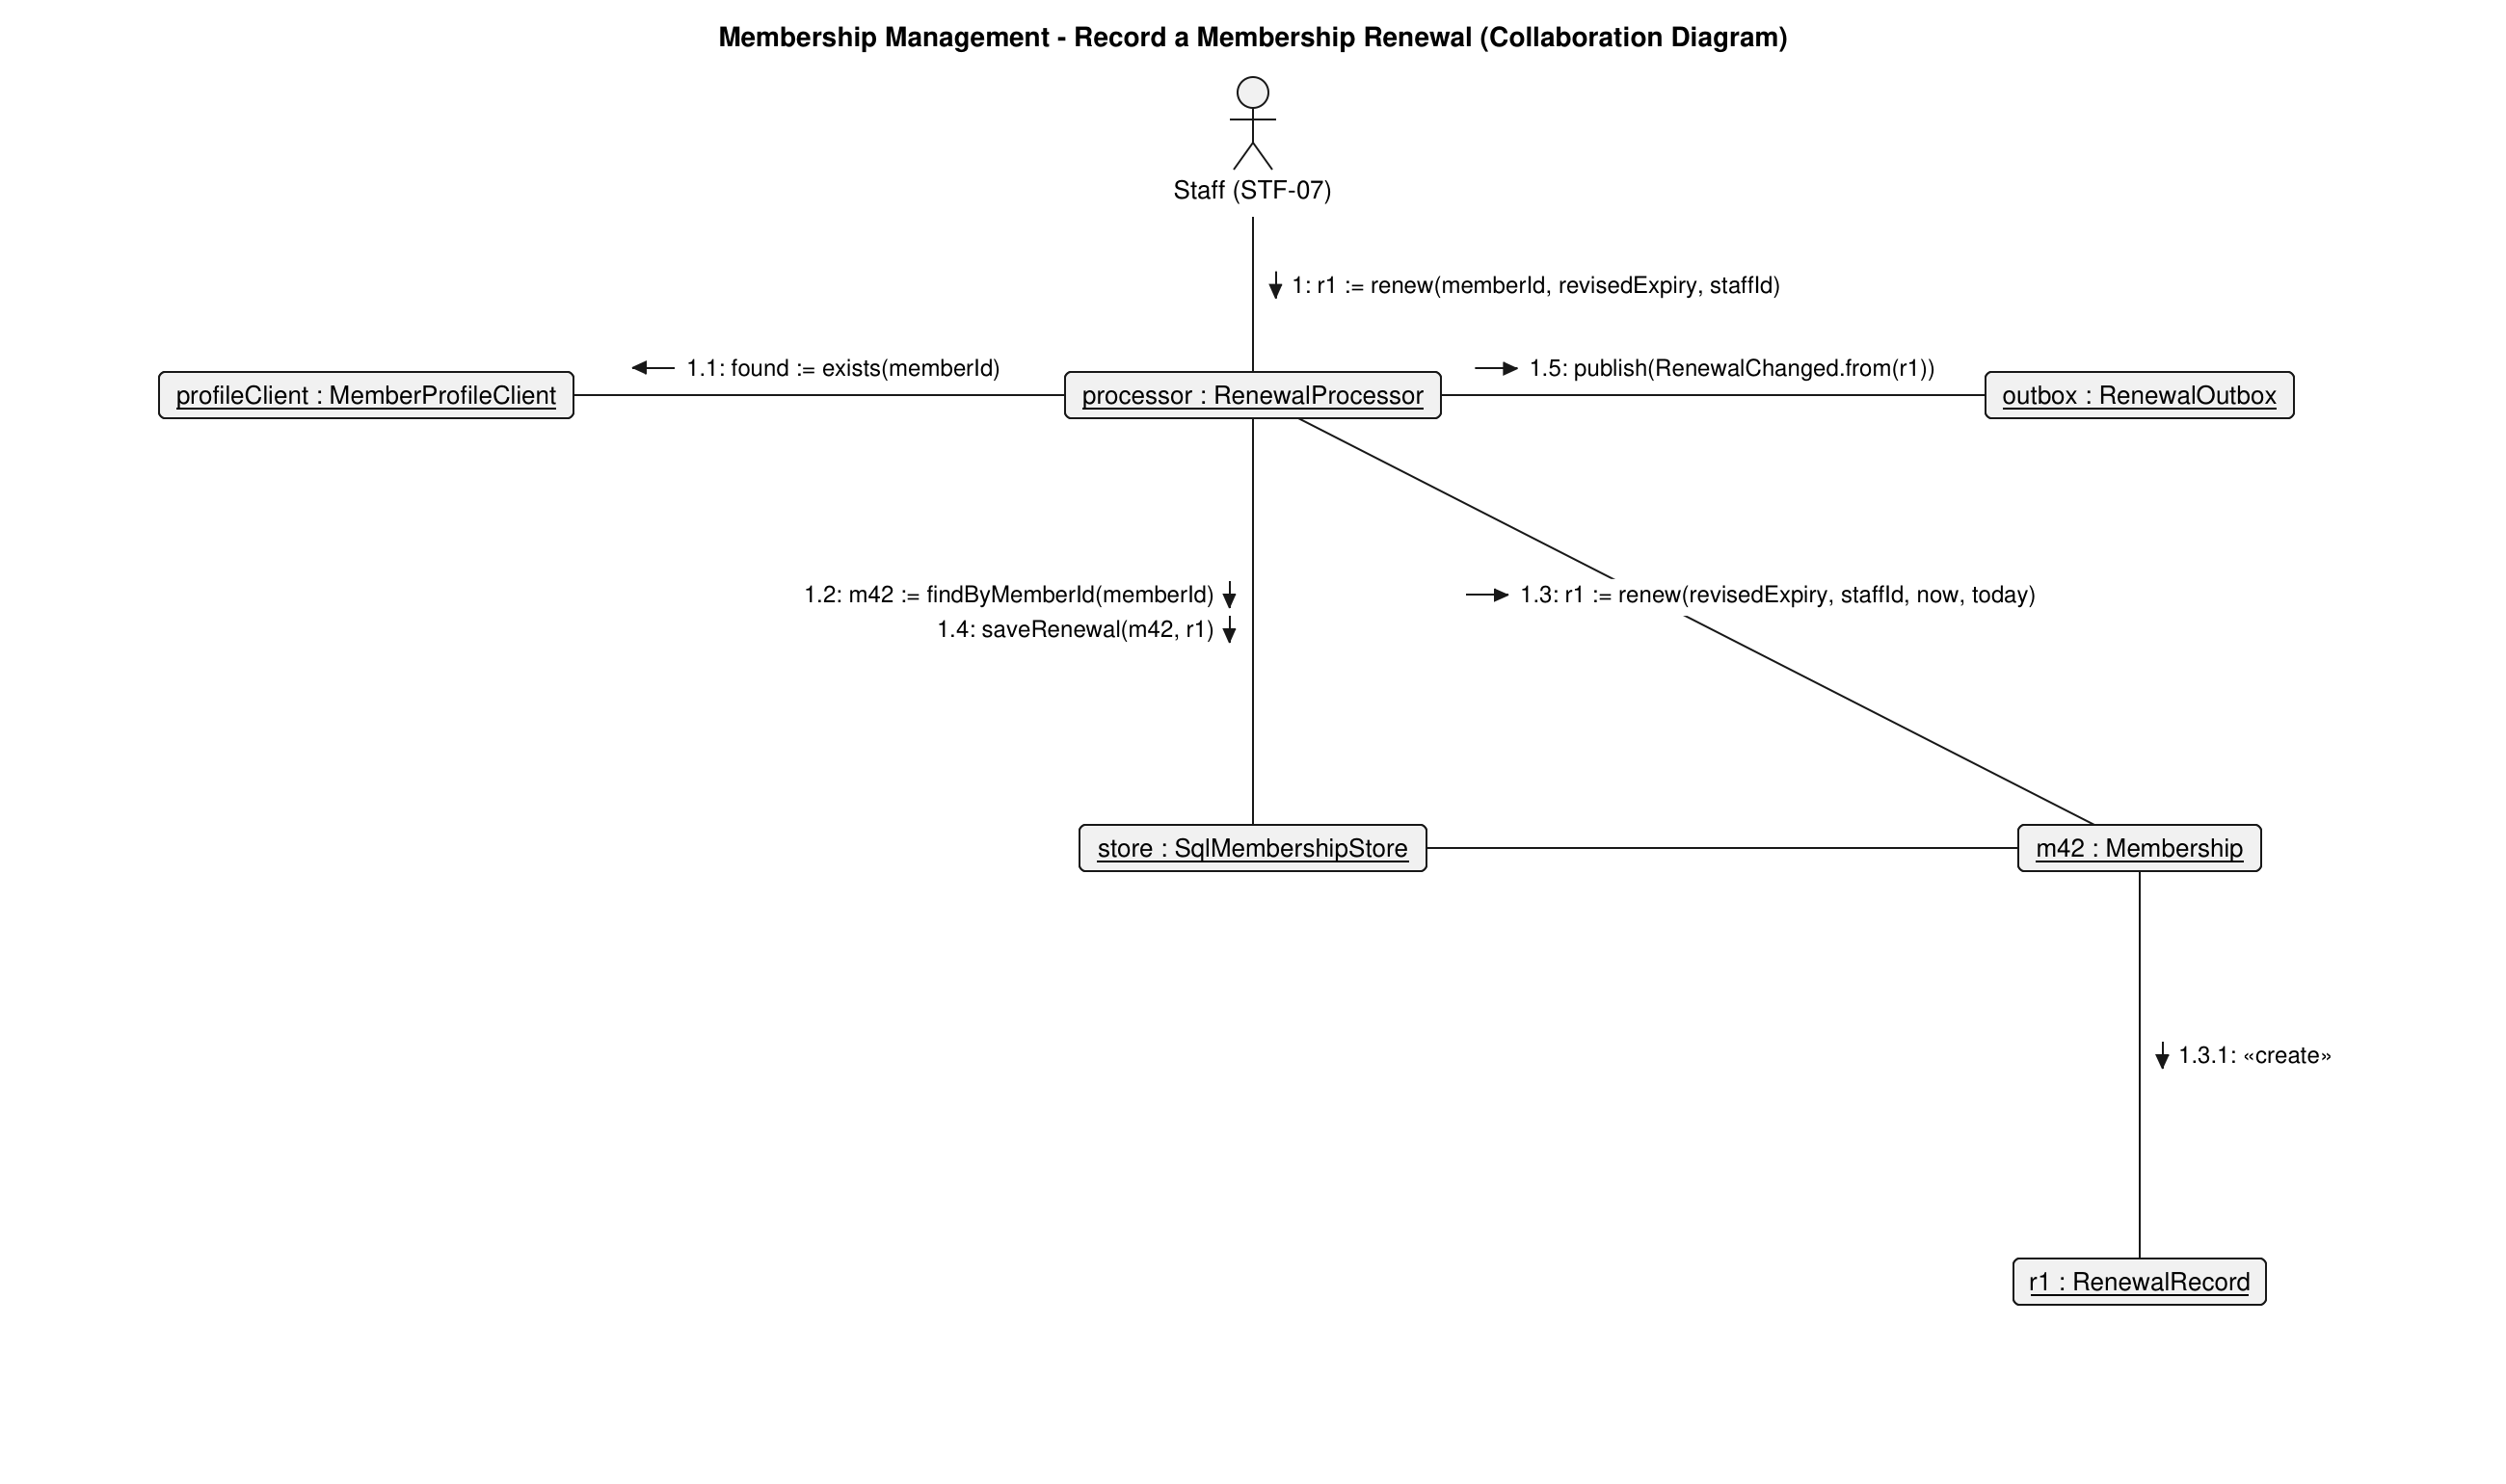 Membership Management - Record a Membership Renewal (Collaboration Diagram)
Staff (STF-07)
1: r1 := renew(memberId, revisedExpiry, staffId)
1.1: found := exists(memberId)
1.5: publish(RenewalChanged.from(r1))
profileClient : MemberProfileClient
processor : RenewalProcessor
outbox : RenewalOutbox
1.2: m42 := findByMemberId(memberId)
1.3: r1 := renew(revisedExpiry, staffId, now, today)
1.4: saveRenewal(m42, r1)
store : SqlMembershipStore
m42 : Membership
1.3.1: «create»
r1 : RenewalRecord